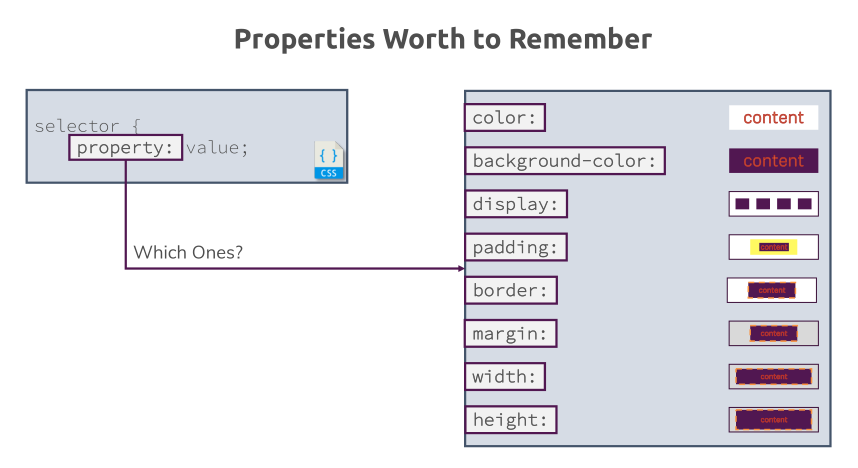 Properties Worth to Remember
selector {
property: value;
{ }
CSS
Which Ones?
color:
content
background-color:
content
display:
padding:
content
border:
content
margin:
content
width:
content
height:
content